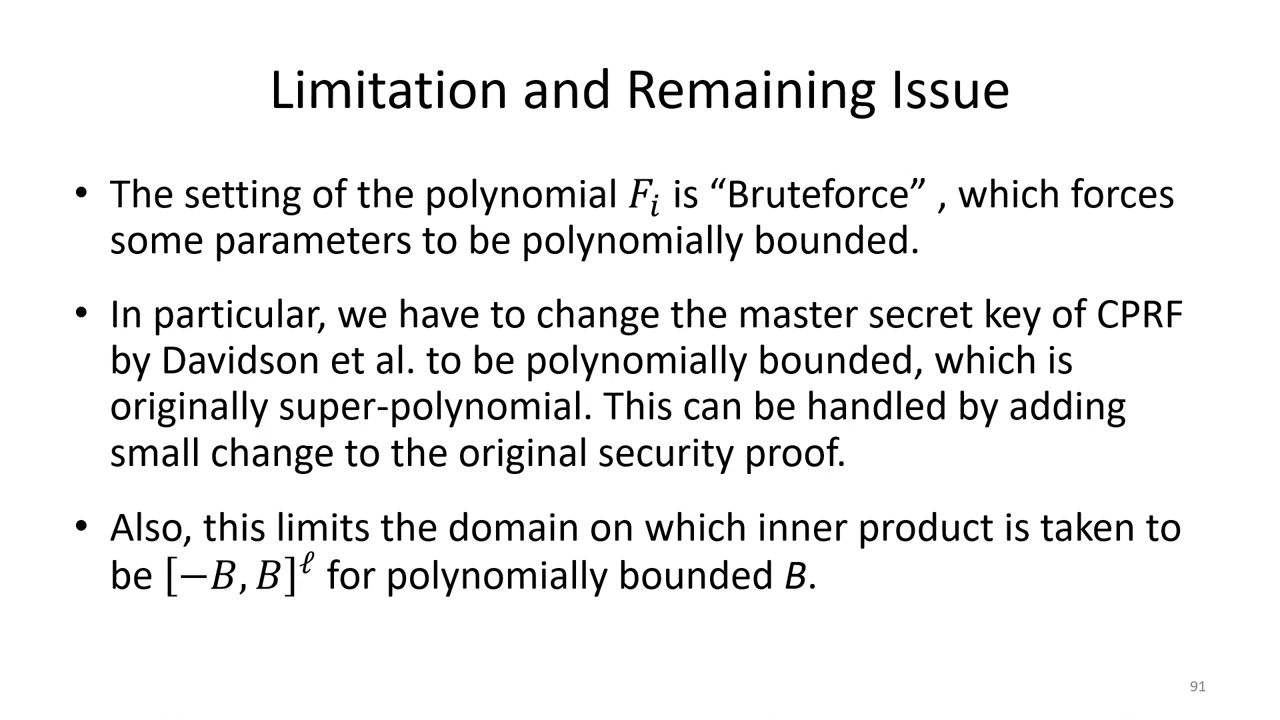 Limitation and Remaining Issue
• The setting of the polynomial $F_i$ is “Bruteforce” , which forces
some parameters to be polynomially bounded.
• In particular, we have to change the master secret key of CPRF
by Davidson et al. to be polynomially bounded, which is
originally super-polynomial. This can be handled by adding
small change to the original security proof.
• Also, this limits the domain on which inner product is taken to
be $[-B, B]^\ell$ for polynomially bounded B.
91